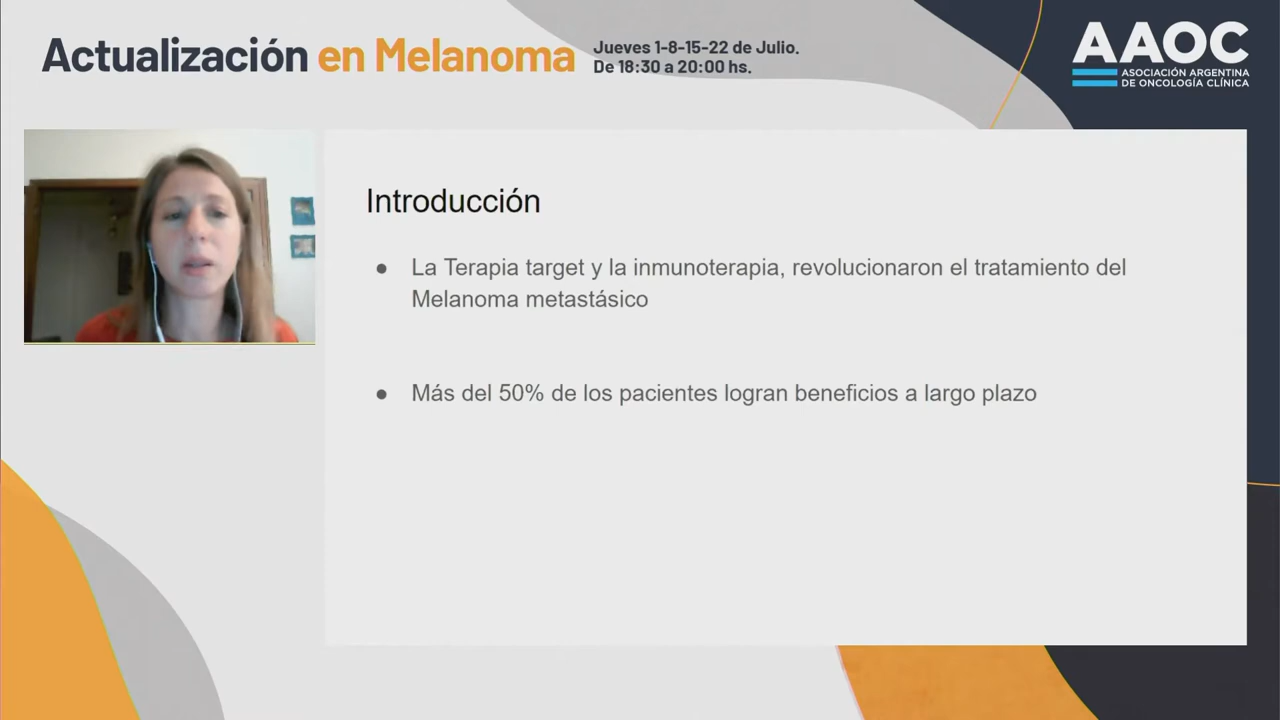 Actualización en Melanoma
Jueves 1-8-15-22 de Julio.
De 18:30 a 20:00 hs.
AAOC
ASOCIACIÓN ARGENTINA
DE ONCOLOGÍA CLÍNICA
Introducción
● La Terapia target y la inmunoterapia, revolucionaron el tratamiento del
Melanoma metastásico
● Más del 50% de los pacientes logran beneficios a largo plazo